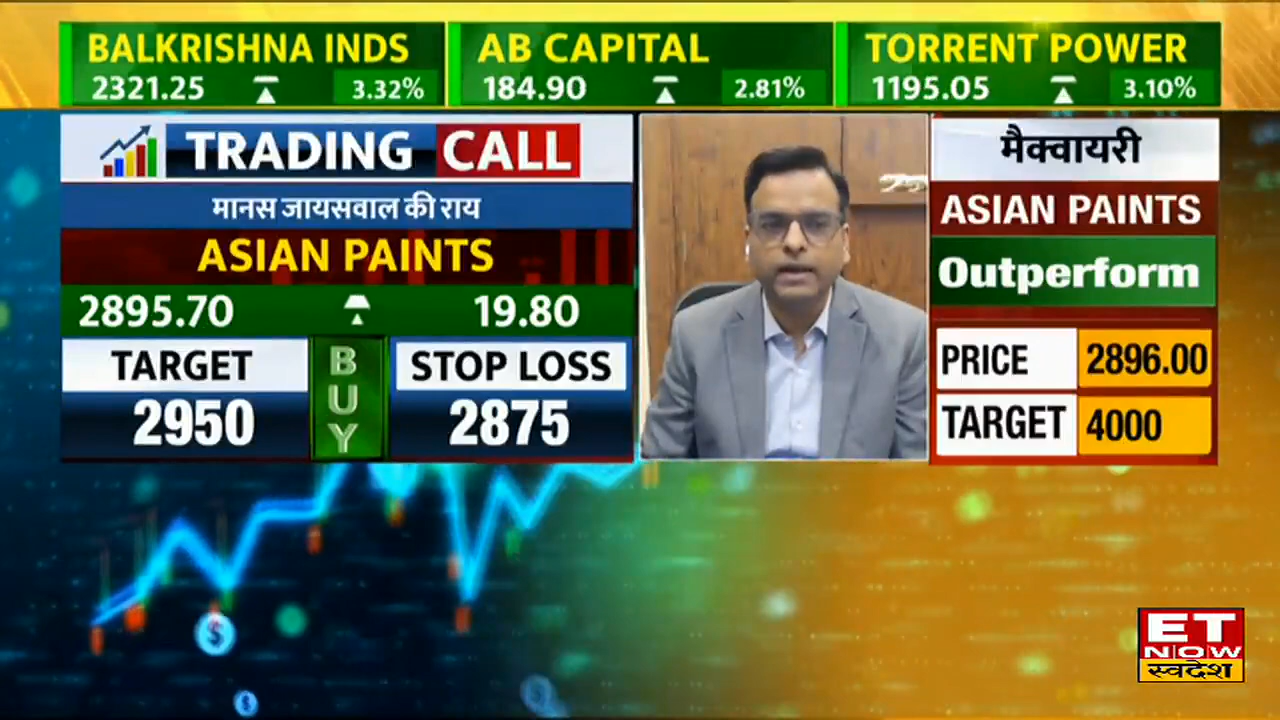 BALKRISHNA INDS
2321.25 3.32%
AB CAPITAL
184.90 2.81%
TORRENT POWER
1195.05 3.10%
TRADING CALL
मानस जायसवाल की राय
ASIAN PAINTS
2895.70 19.80
TARGET
2950
BUY
STOP LOSS
2875
मैक्वायरी
ASIAN PAINTS
Outperform
PRICE 2896.00
TARGET 4000
$
$
ET
NOW
स्वदेश